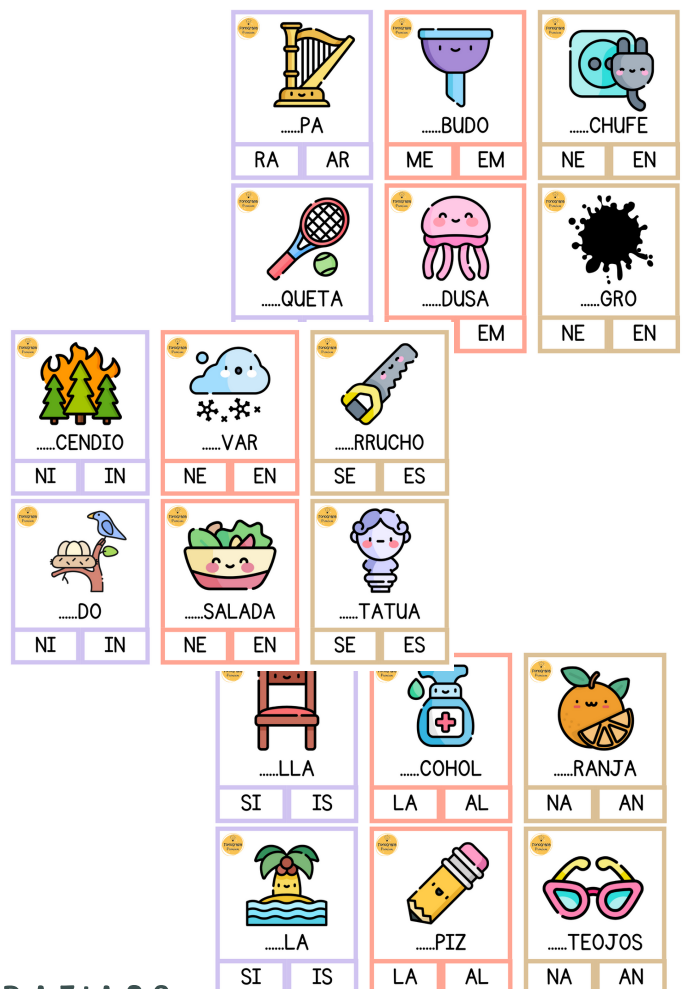 ......PA
RA AR
......BUDO
ME EM
......CHUFE
NE EN
......QUETA
......DUSA
EM
......GRO
NE EN
......CENDIO
NI IN
......VAR
NE EN
......RRUCHO
SE ES
......DO
NI IN
......SALADA
NE EN
......TATUA
SE ES
......LLA
SI IS
......COHOL
LA AL
......RANJA
NA AN
......LA
SI IS
......PIZ
LA AL
......TEOJOS
NA AN